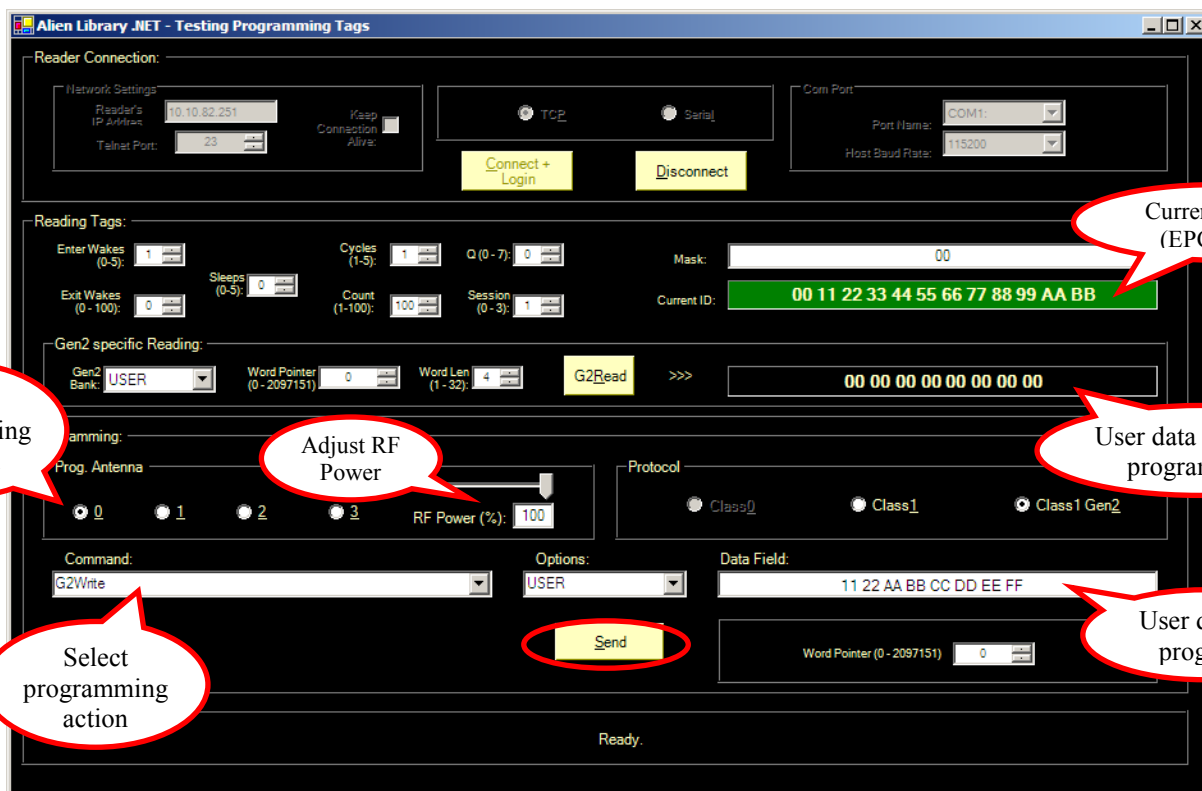 Alien Library .NET - Testing Programming Tags
Reader Connection:
Network Settings
Reader's
IP Addres
10.10.82.251
Keep
Connection
Alive:
Telnet Port:
23
TCP
Serial
Connect +
Login
Disconnect
Com Port
Port Name:
COM1:
Host Baud Rate:
115200
Reading Tags:
Enter Wakes
(0-5):
1
Sleeps
(0-5):
0
Exit Wakes
(0 - 100):
0
Cycles
(1-5):
1
Count
(1-100):
100
Q (0 - 7):
0
Session
(0 - 3):
1
Mask:
00
Current ID:
00 11 22 33 44 55 66 77 88 99 AA BB
(EPC
Gen2 specific Reading:
Gen2
Bank:
USER
Word Pointer
(0 - 2097151)
0
Word Len
(1 - 32):
4
G2Read
>>>
00 00 00 00 00 00 00 00
User data
Adjust RF
Power
Prog. Antenna
0 1 2 3
RF Power (%):
100
Protocol
Class0
Class1
Class1 Gen2
Command:
G2Write
Options:
USER
Data Field:
11 22 AA BB CC DD EE FF
User
Send
Word Pointer (0 - 2097151)
0
Select
programming
action
Ready.